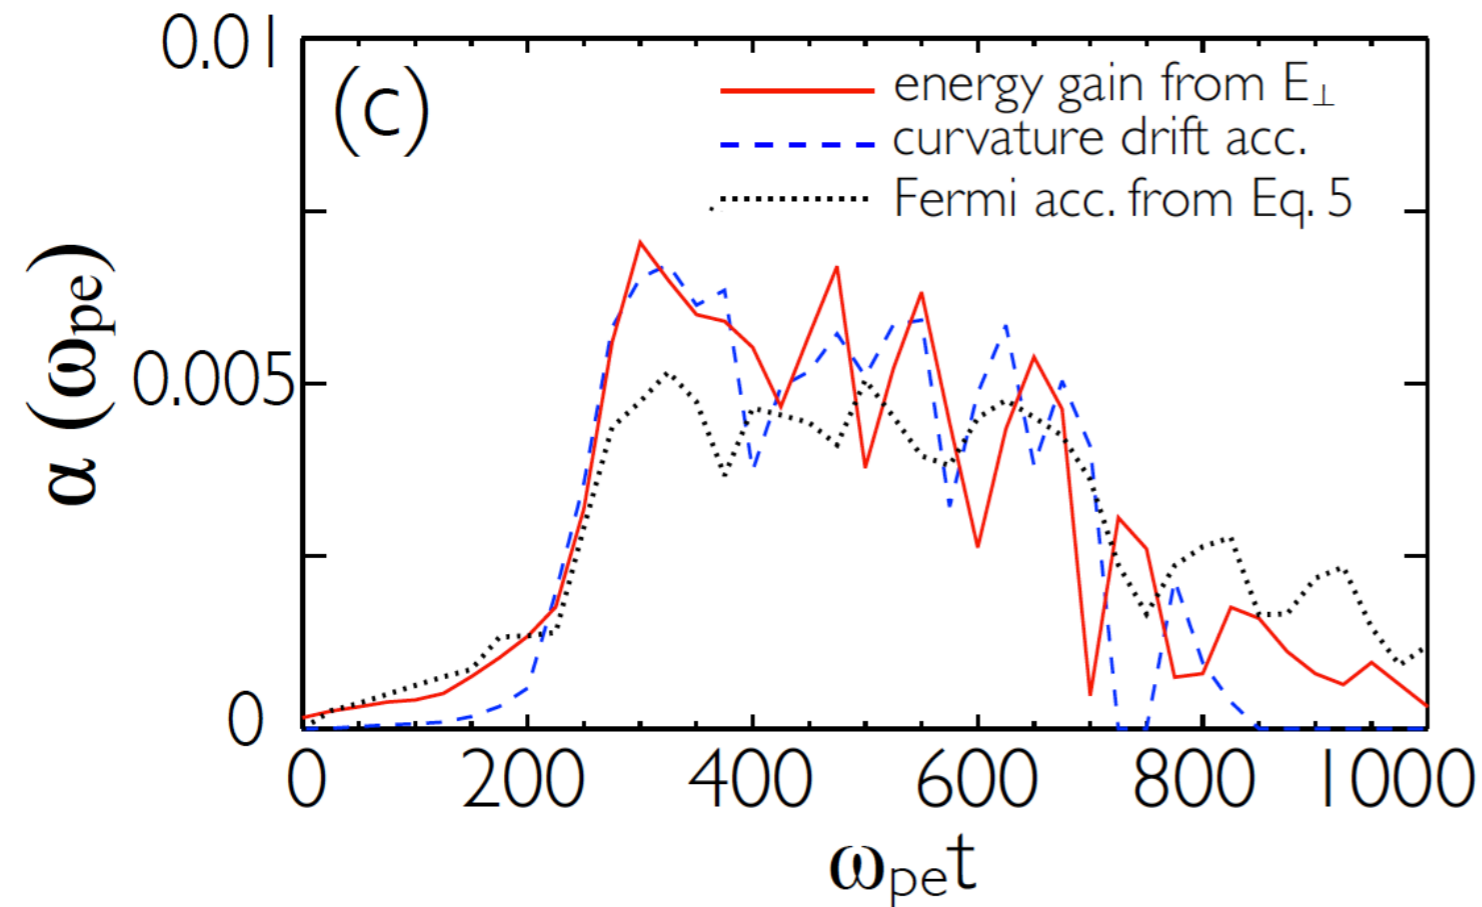 0.01
(c)
energy gain from E⊥
curvature drift acc.
Fermi acc. from Eq. 5
α (ωpe)
0.005
0
0 200 400 600 800 1000
ωpet